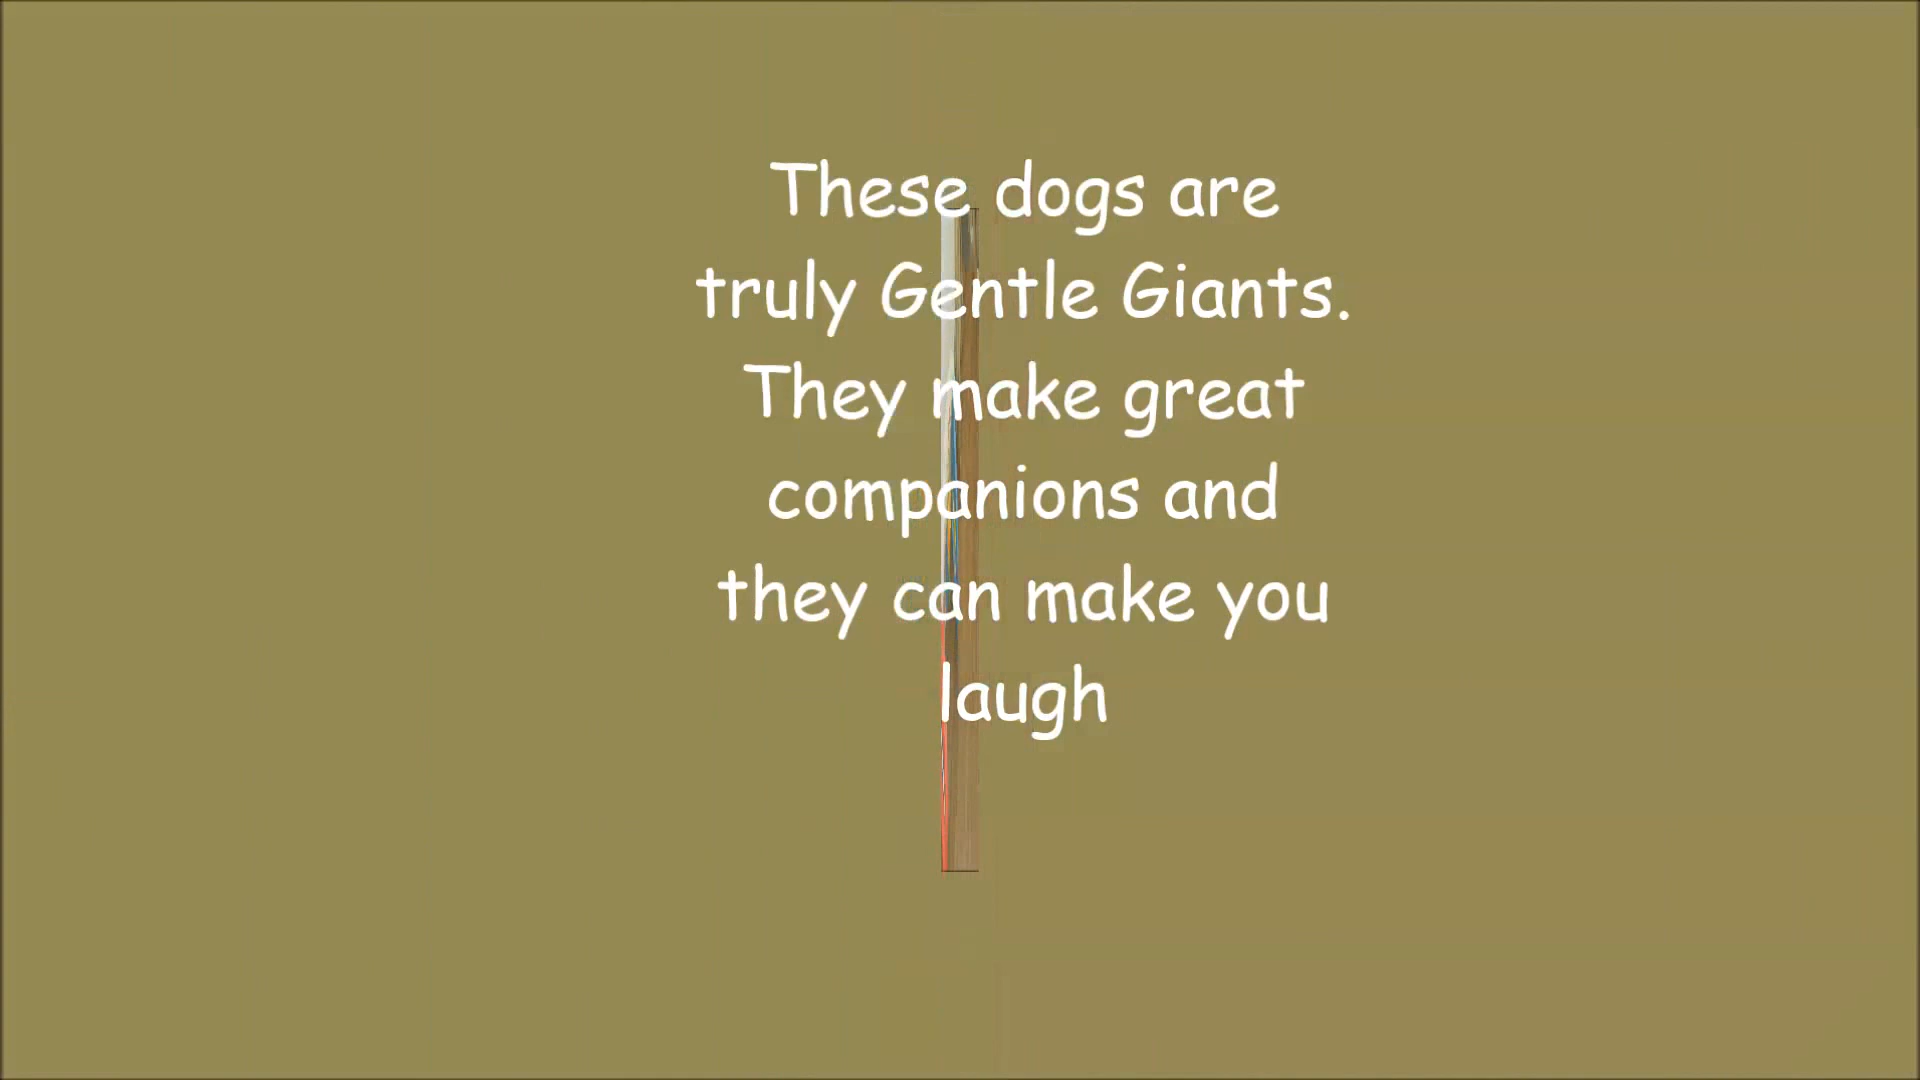 These dogs are
truly Gentle Giants.
They make great
companions and
they can make you
laugh